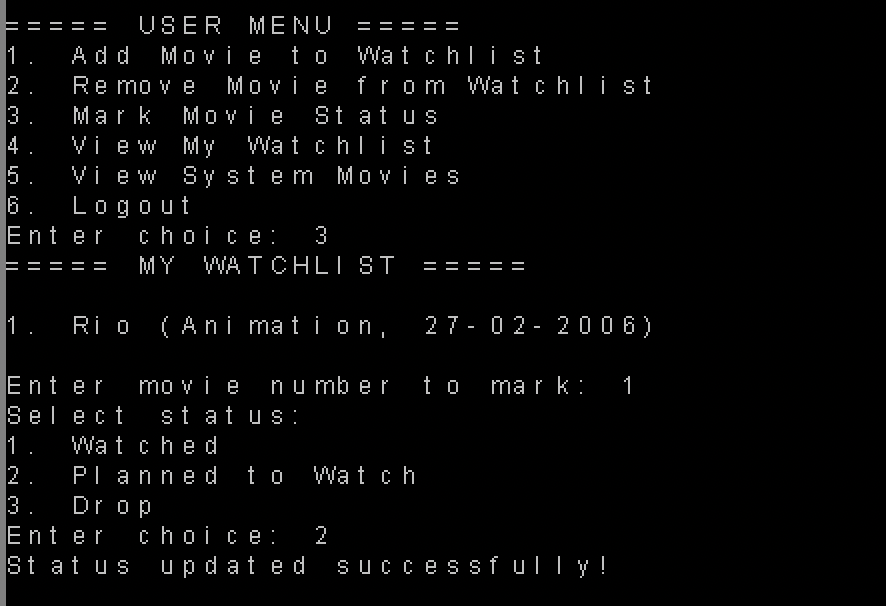 ===== USER MENU =====
1. Add Movie to Watchlist
2. Remove Movie from Watchlist
3. Mark Movie Status
4. View My Watchlist
5. View System Movies
6. Logout
Enter choice: 3
===== MY WATCHLIST =====
1. Rio (Animation, 27-02-2006)
Enter movie number to mark: 1
Select status:
1. Watched
2. Planned to Watch
3. Drop
Enter choice: 2
Status updated successfully!